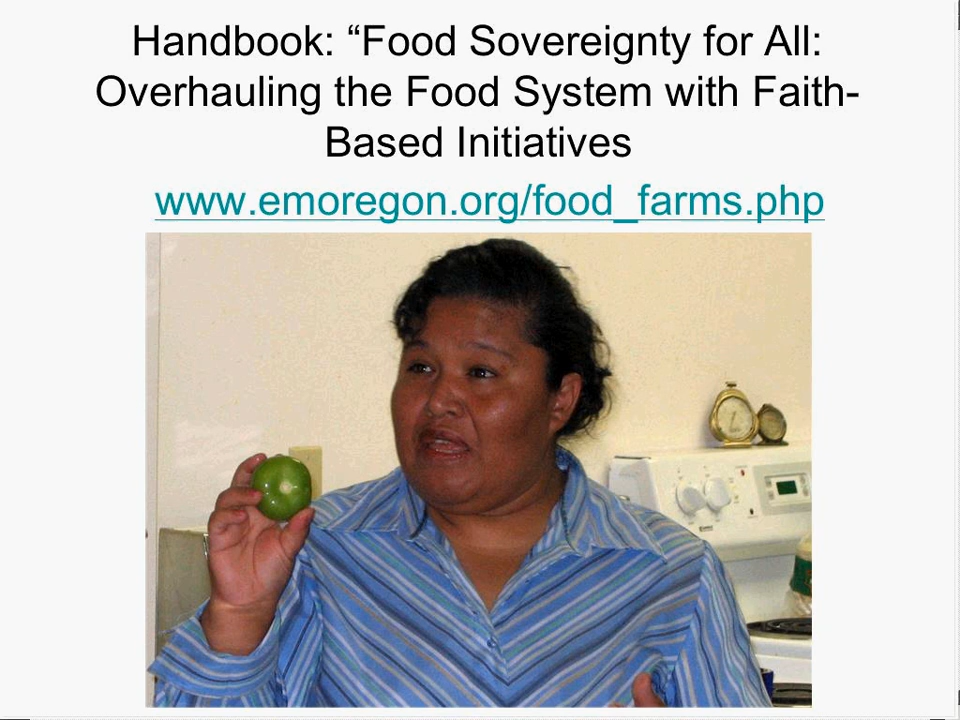 Handbook: “Food Sovereignty for All:
Overhauling the Food System with Faith-
Based Initiatives
www.emoregon.org/food_farms.php